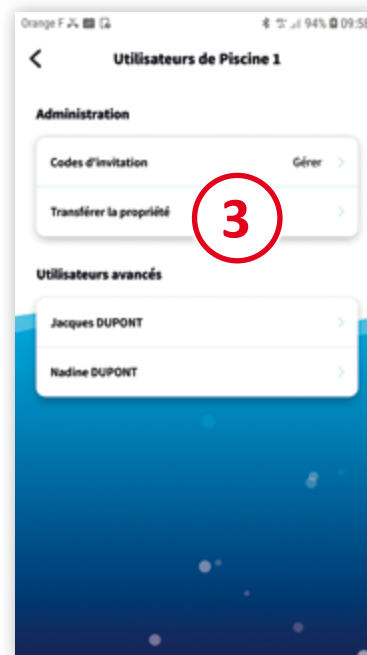 Orange F 94% 09:58
Utilisateurs de Piscine 1
Administration
Codes d'invitation Gérer
Transférer la propriété
3
Utilisateurs avancés
Jacques DUPONT
Nadine DUPONT